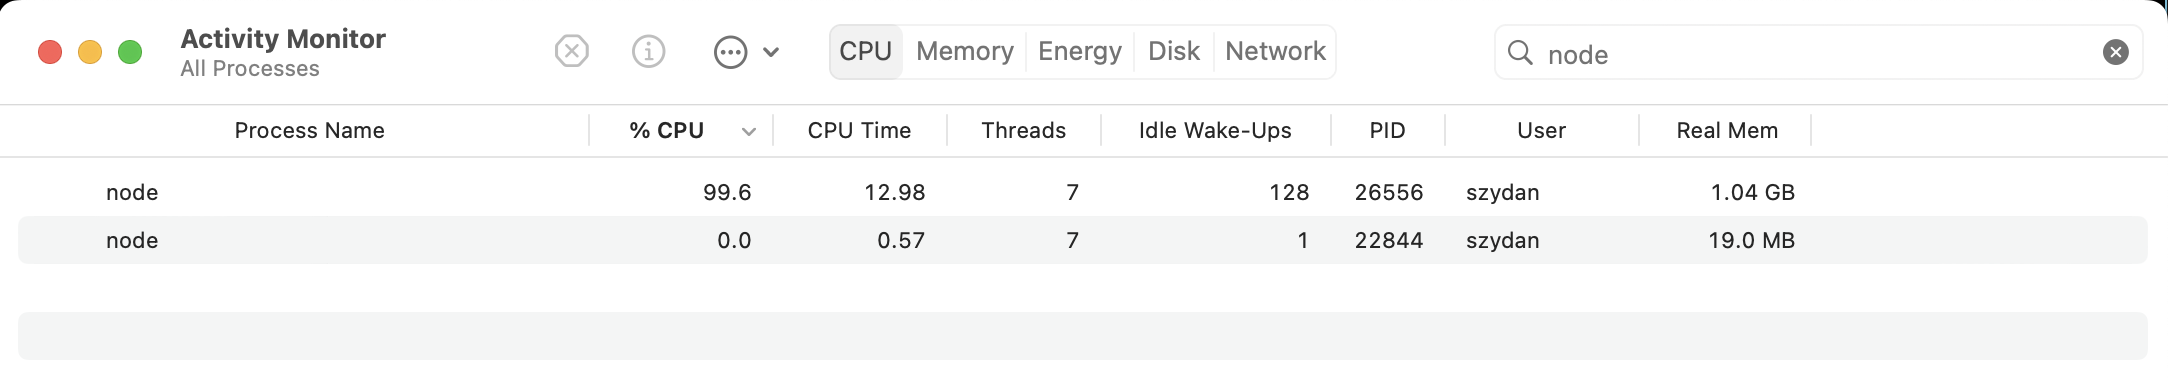 Activity Monitor
All Processes
CPU Memory Energy Disk Network
node
Process Name % CPU CPU Time Threads Idle Wake-Ups PID User Real Mem
node 99.6 12.98 7 128 26556 szydan 1.04 GB
node 0.0 0.57 7 1 22844 szydan 19.0 MB